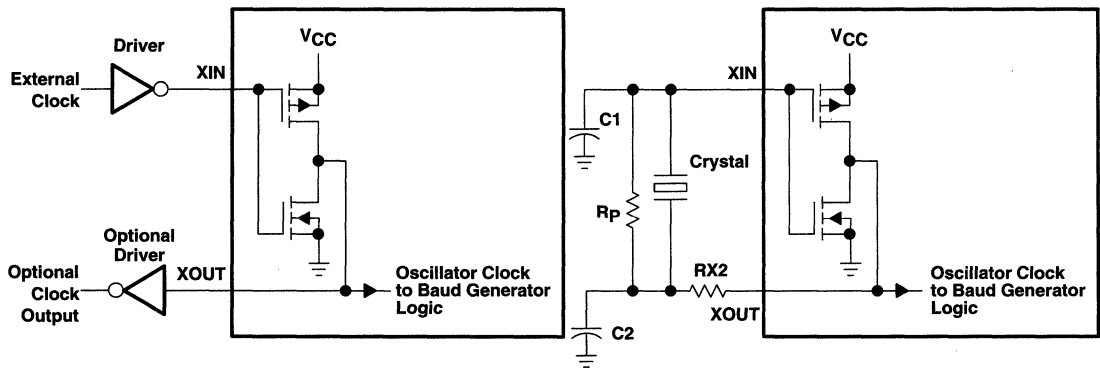 Driver
External
Clock
XIN
VCC
Optional
Driver
Optional
Clock
Output
XOUT
Oscillator Clock
to Baud Generator
Logic
C1
RP
Crystal
C2
RX2
XIN
XOUT
VCC
Oscillator Clock
to Baud Generator
Logic